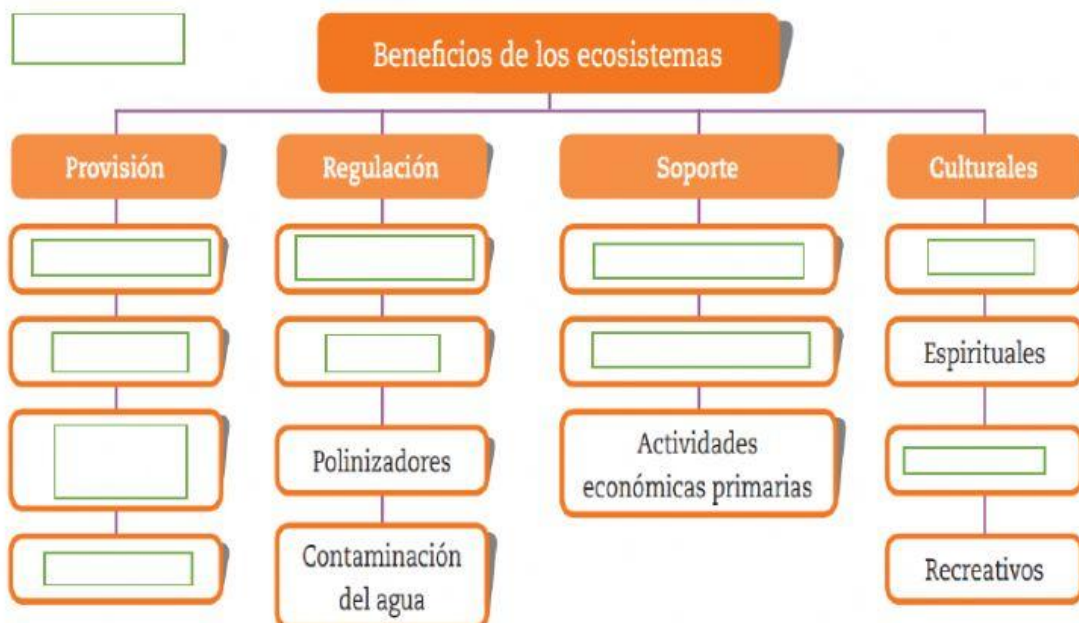 Beneficios de los ecosistemas
Provisión
Regulación
Soporte
Culturales
Espirituales
Polinizadores
Actividades
económicas primarias
Contaminación
del agua
Recreativos